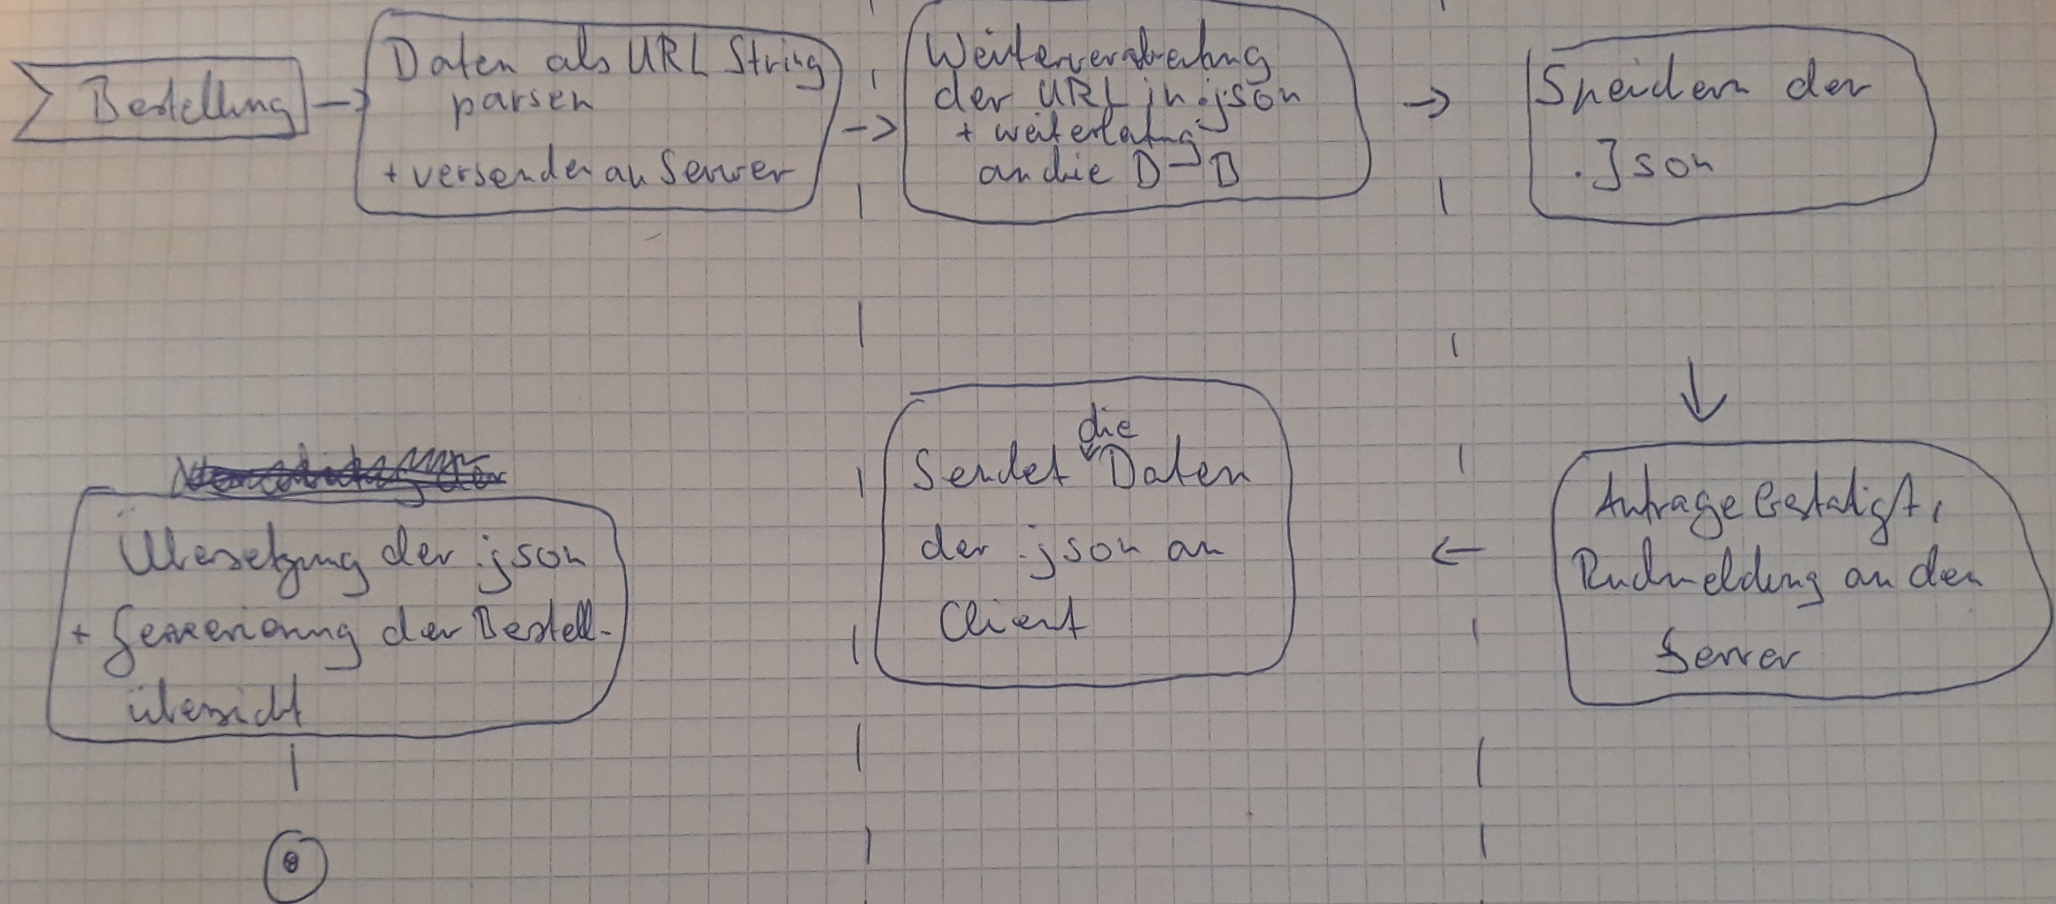 Bestellung
Daten als URL String
parsen
+ versenden an Server
Weiterverarbeitung
der URL in .json
+ weiterleitung
an die D-B
Speichern der
.Json
die
Sendet Daten
der .json an
Client
Anfrage bestätigt,
Rückmeldung an den
Server
Übersetzung der .json
+ Generierung der Bestell-
übersicht